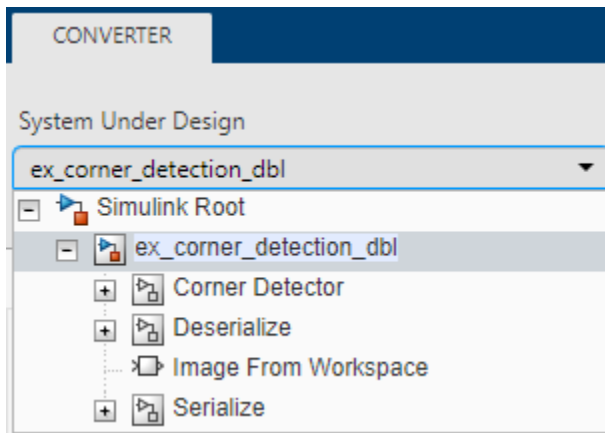 CONVERTER
System Under Design
ex_corner_detection_dbl
Simulink Root
ex_corner_detection_dbl
Corner Detector
Deserialize
Image From Workspace
Serialize